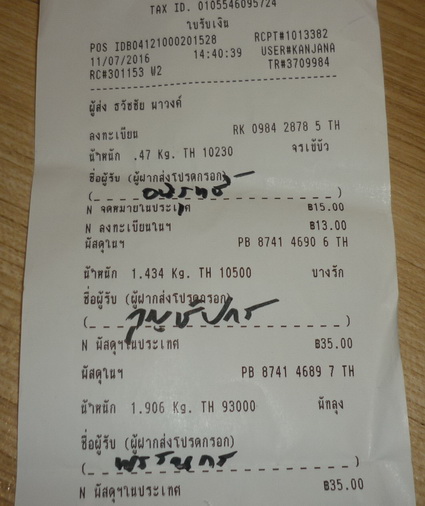 TAX ID. 0105546095724
ใบรับเงิน
POS IDB04121000201528 RCPT#1013382
11/07/2016 14:40:39 USER#KANJANA
RC#301153 W2 TR#3709984
ผู้ส่ง ธวัชชัย นาวงค์
ลงทะเบียน RK 0984 2878 5 TH
น้ำหนัก .47 Kg. TH 10230 จรเข้บัว
ชื่อผู้รับ (ผู้ฝากส่งโปรดกรอก)
N จดหมายในประเทศ ฿15.00
N ลงทะเบียนในฯ ฿13.00
พัสดุในฯ PB 8741 4690 6 TH
น้ำหนัก 1.434 Kg. TH 10500 บางรัก
ชื่อผู้รับ (ผู้ฝากส่งโปรดกรอก)
N พัสดุฯในประเทศ ฿35.00
พัสดุในฯ PB 8741 4689 7 TH
น้ำหนัก 1.906 Kg. TH 93000 พัทลุง
ชื่อผู้รับ (ผู้ฝากส่งโปรดกรอก)
N พัสดุฯในประเทศ ฿35.00